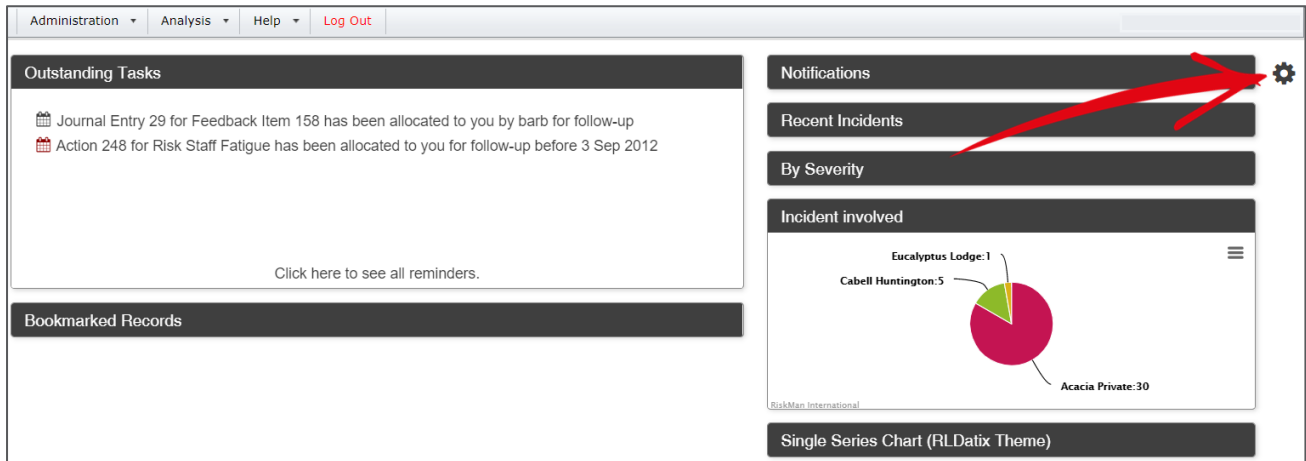 Administration
Analysis
Help
Log Out
Outstanding Tasks
Journal Entry 29 for Feedback Item 158 has been allocated to you by barb for follow-up
Action 248 for Risk Staff Fatigue has been allocated to you for follow-up before 3 Sep 2012
Click here to see all reminders.
Bookmarked Records
Notifications
Recent Incidents
By Severity
Incident involved
Eucalyptus Lodge:1
Cabell Huntington:5
Acacia Private:30
RiskMan International
Single Series Chart (RLDatix Theme)